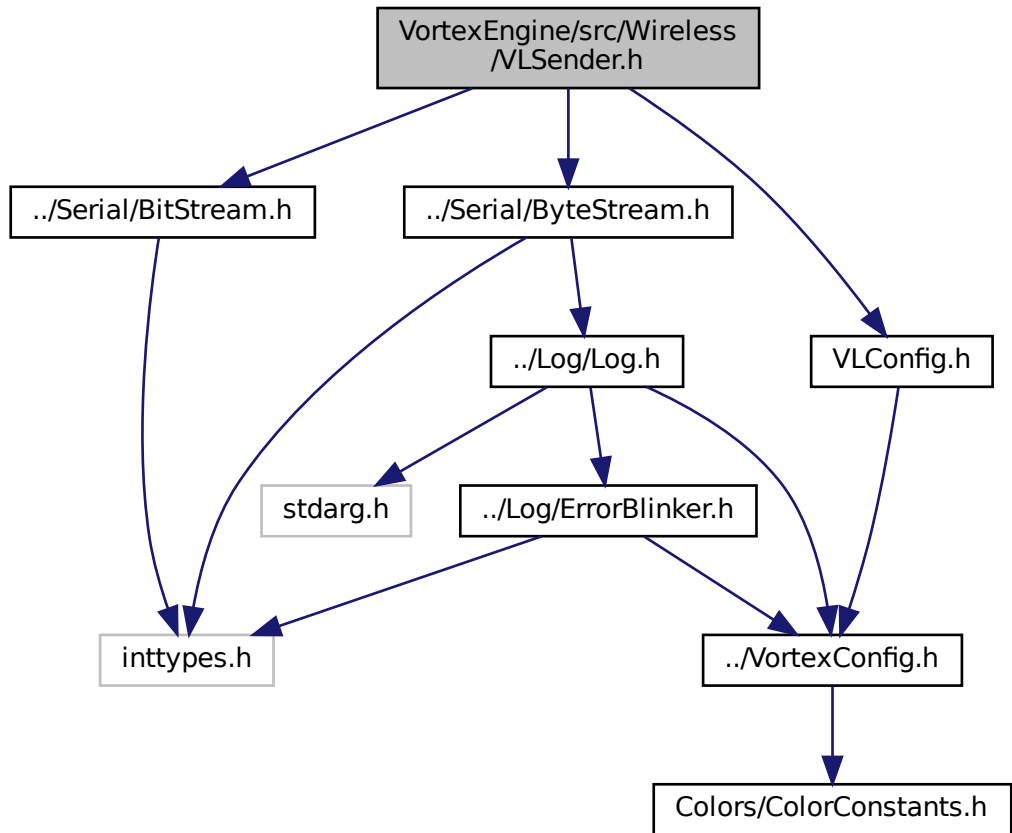 VortexEngine/src/Wireless
/VLSender.h
../Serial/BitStream.h
../Serial/ByteStream.h
../Log/Log.h
VLConfig.h
stdarg.h
../Log/ErrorBlinker.h
inttypes.h
../VortexConfig.h
Colors/ColorConstants.h